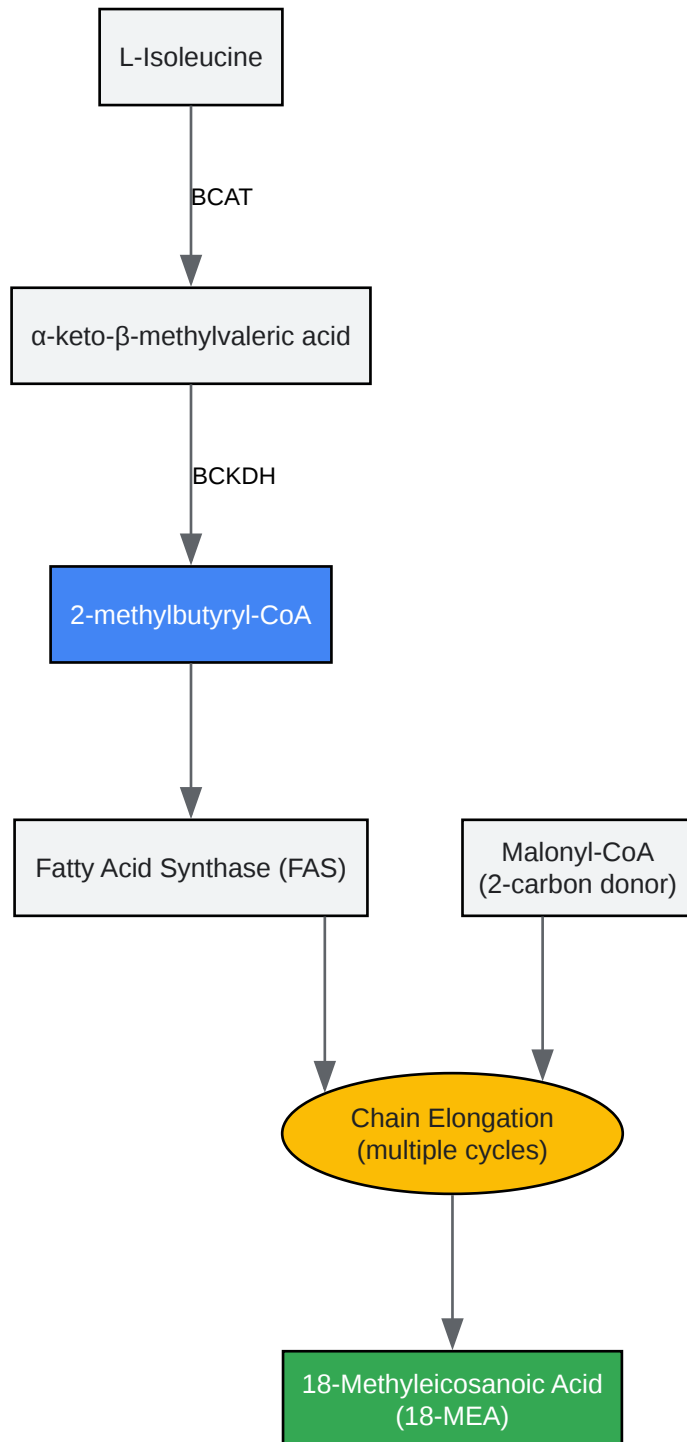 L-Isoleucine
BCAT
α-keto-β-methylvaleric acid
BCKDH
2-methylbutyryl-CoA
Fatty Acid Synthase (FAS)
Malonyl-CoA
(2-carbon donor)
Chain Elongation
(multiple cycles)
18-Methyleicosanoic Acid
(18-MEA)